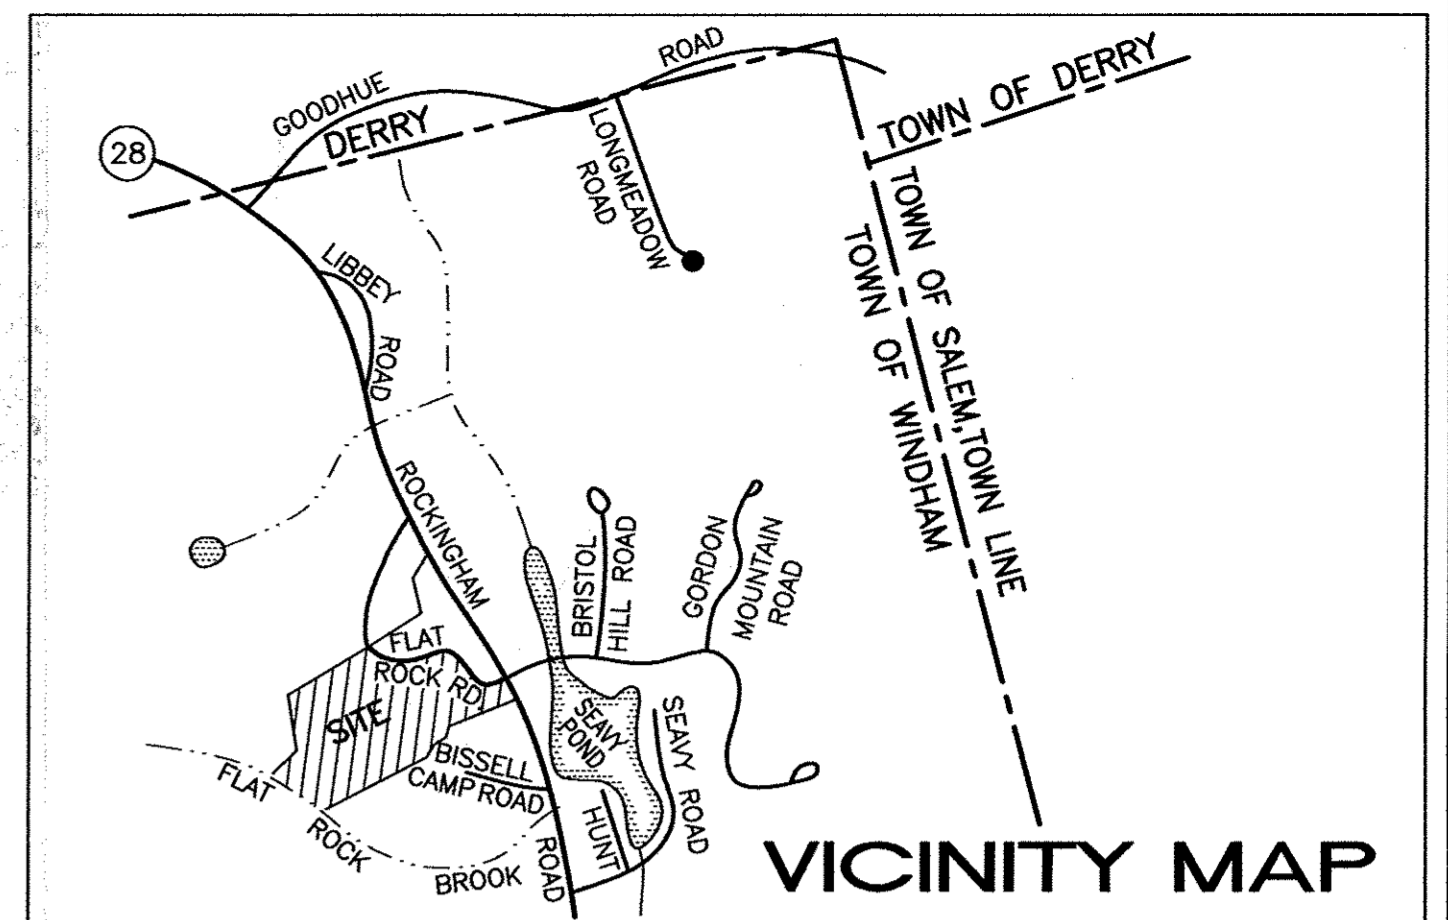 GOODHUE
ROAD
DERRY
28
TOWN OF DERRY
LONGMEADOW
ROAD
TOWN OF SALEM, TOWN LINE
TOWN OF WINDHAM
LIBBEY
ROAD
ROCKINGHAM
BRISTOL
HILL ROAD
GORDON
MOUNTAIN
ROAD
FLAT
ROCK RD.
SITE
SEAVY
POND
SEAVY ROAD
BISSELL
CAMP ROAD
HUNT
ROAD
FLAT
ROCK
BROOK
VICINITY MAP